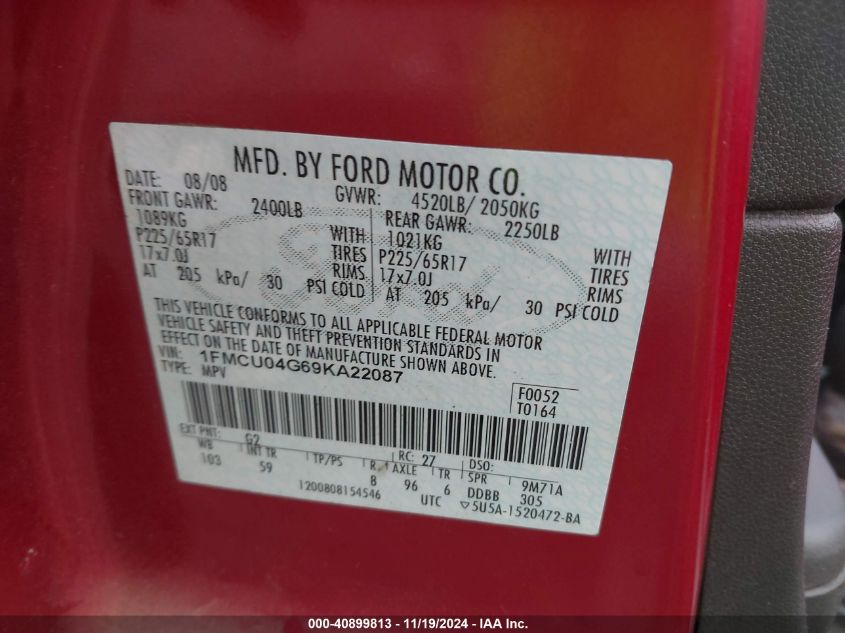 MFD. BY FORD MOTOR CO.
DATE: 08/08 GVWR: 4520LB/ 2050KG
FRONT GAWR: 2400LB REAR GAWR: 2250LB
1089KG WITH 1021KG WITH
P225/65R17 TIRES P225/65R17 TIRES
17x7.0J RIMS 17x7.0J RIMS
AT 205 kPa/ 30 PSI COLD AT 205 kPa/ 30 PSI COLD
THIS VEHICLE CONFORMS TO ALL APPLICABLE FEDERAL MOTOR
VEHICLE SAFETY AND THEFT PREVENTION STANDARDS IN
EFFECT ON THE DATE OF MANUFACTURE SHOWN ABOVE.
VIN: 1FMCU04G69KA22087
TYPE: MPV
F0052
T0164
EXT PNT: G2 RC: 27 DSO:
WB INT TR TP/PS R AXLE TR SPR 9M71A
103 59 8 96 6 DDBB 305
1200808154546 UTC ▽5U5A-1520472-BA
Ford
000-40899813 - 11/19/2024 - IAA Inc.